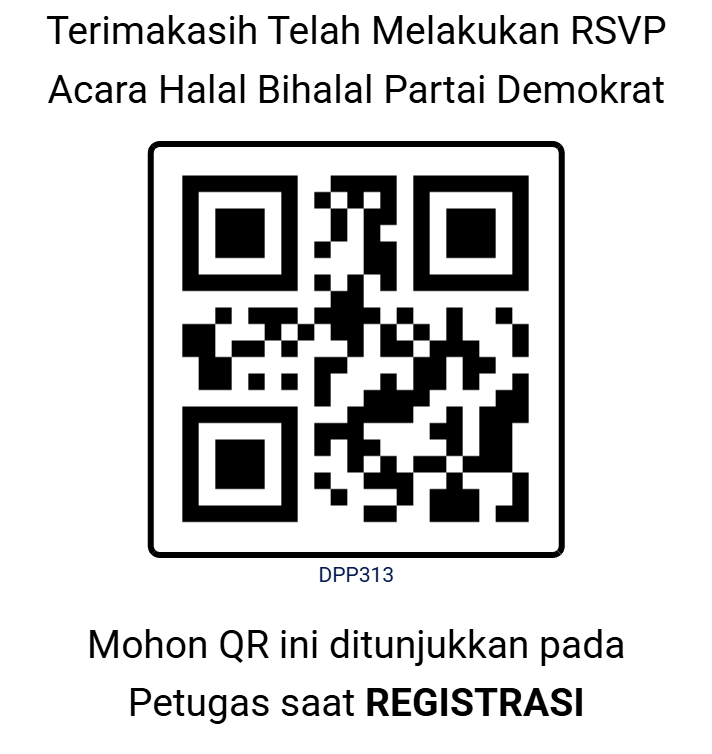 Terimakasih Telah Melakukan RSVP
Acara Halal Bihalal Partai Demokrat
DPP313
Mohon QR ini ditunjukkan pada
Petugas saat REGISTRASI